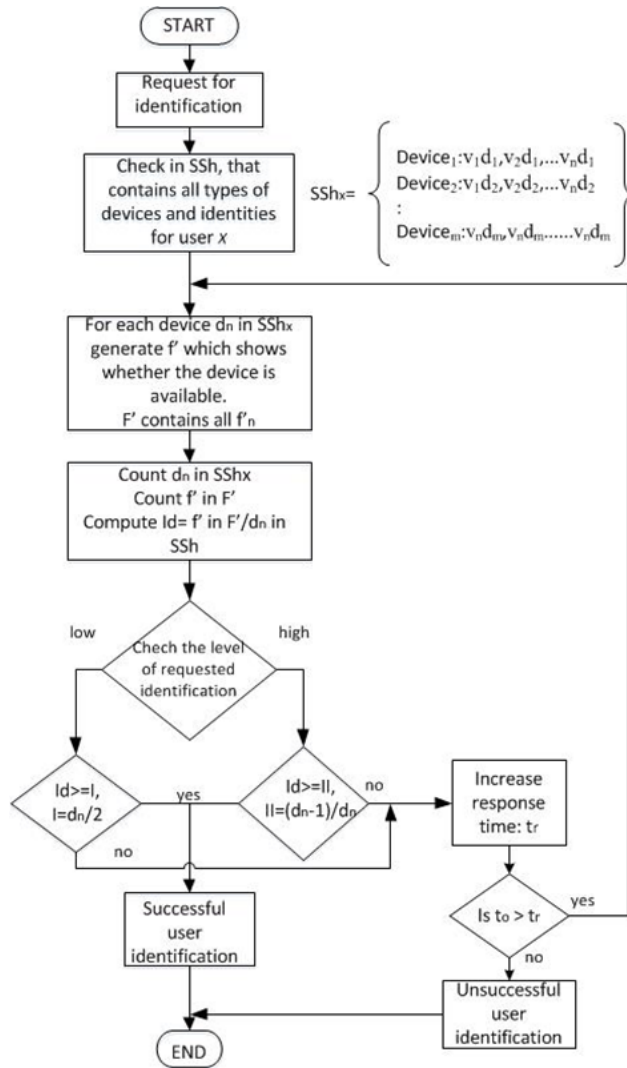 START
Request for
identification
Check in SSh, that
contains all types of
devices and identities
for user x
SShₓ=
Device₁:v₁d₁,v₂d₁,...vₙd₁
Device₂:v₁d₂,v₂d₂,...vₙd₂
:
Deviceₘ:vₙdₘ,vₙdₘ......vₙdₘ
For each device dₙ in SShₓ
generate f’ which shows
whether the device is
available.
F’ contains all f’ₙ
Count dₙ in SShx
Count f’ in F’
Compute Id= f’ in F’/dₙ in
SSh
low
high
Chech the level
of requested
identification
Id>=I,
I=dₙ/2
yes
Id>=II,
II=(dₙ-1)/dₙ
no
no
Increase
response
time: tᵣ
Is t₀ > tᵣ
yes
no
Successful
user
identification
Unsuccessful
user
identification
END